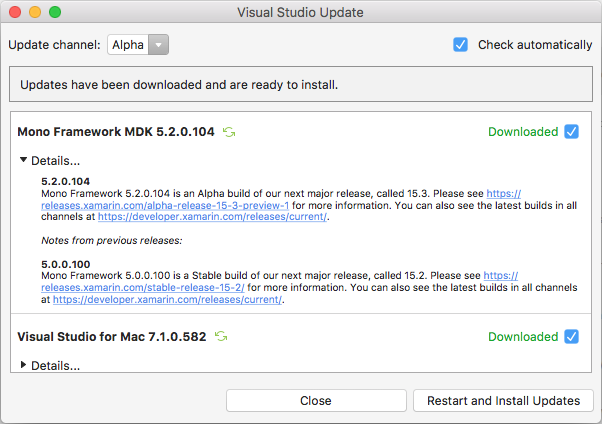 Visual Studio Update
Update channel: Alpha Check automatically
Updates have been downloaded and are ready to install.
Mono Framework MDK 5.2.0.104 Downloaded
Details...
5.2.0.104
Mono Framework 5.2.0.104 is an Alpha build of our next major release, called 15.3. Please see https://
releases.xamarin.com/alpha-release-15-3-preview-1 for more information. You can also see the latest builds in all
channels at https://developer.xamarin.com/releases/current/.
Notes from previous releases:
5.0.0.100
Mono Framework 5.0.0.100 is a Stable build of our next major release, called 15.2. Please see https://
releases.xamarin.com/stable-release-15-2/ for more information. You can also see the latest builds in all channels
at https://developer.xamarin.com/releases/current/.
Visual Studio for Mac 7.1.0.582 Downloaded
Details...
Close Restart and Install Updates